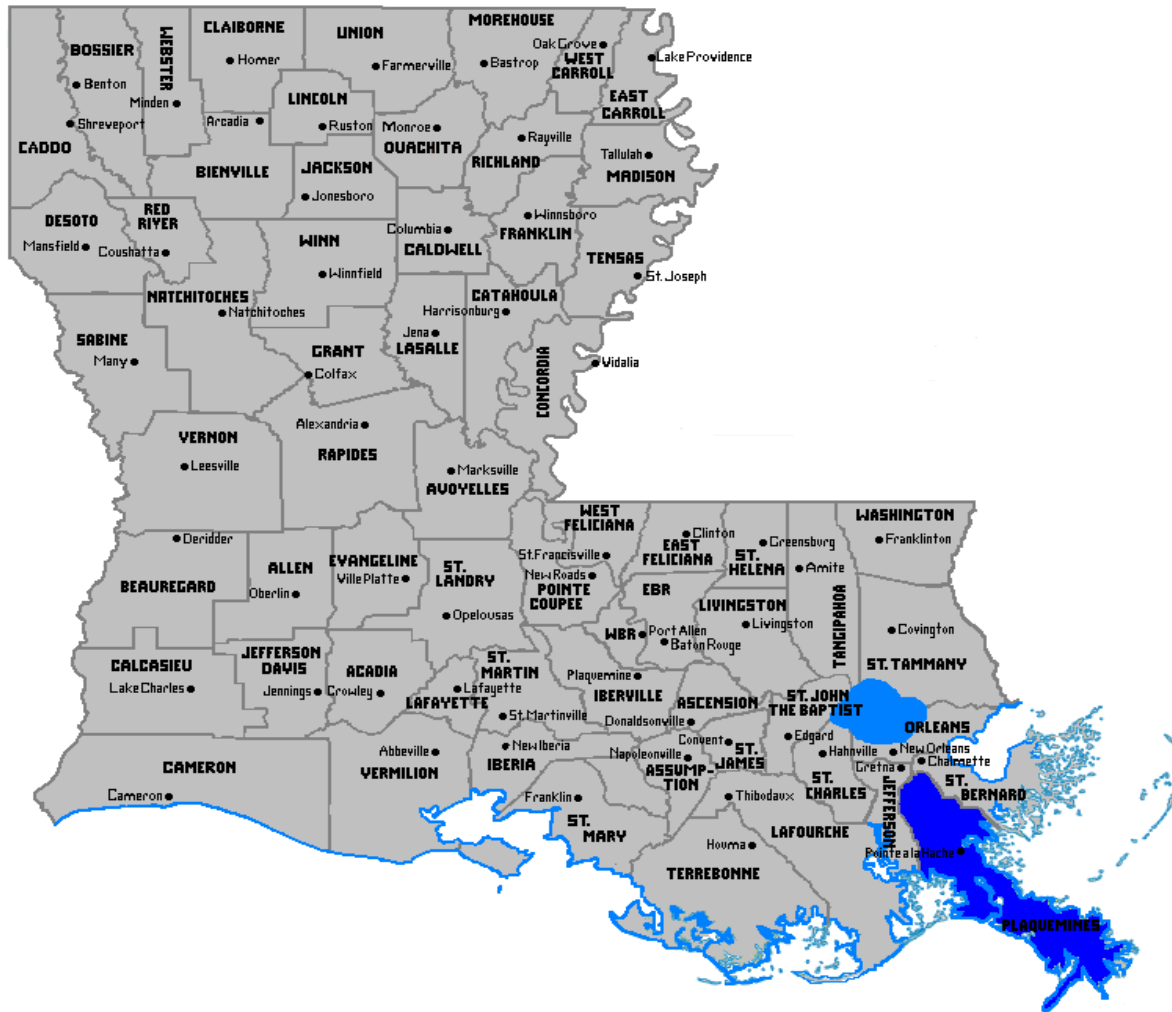 MOREHOUSE
CLAIBORNE
UNION
WEBSTER
BOSSIER
Oak Grove
WEST
CARROLL
Lake Providence
Homer
Farmerville
Bastrop
Benton
EAST
CARROLL
Minden
LINCOLN
Shreveport
Arcadia
Ruston
Monroe
Rayville
CADDO
OUACHITA
Tallulah
RICHLAND
BIENVILLE
JACKSON
MADISON
Jonesboro
RED
RIVER
DESOTO
Winnsboro
Columbia
FRANKLIN
Mansfield
Coushatta
WINN
CALDWELL
TENSAS
Winnfield
St. Joseph
NATCHITOCHES
CATAHOULA
Natchitoches
Harrisonburg
SABINE
Jena
LASALLE
GRANT
Many
Vidalia
Colfax
CONCORDIA
Alexandria
VERNON
RAPIDES
Leesville
Marksville
AVOYELLES
WEST
FELICIANA
WASHINGTON
Deridder
Clinton
Greensburg
Franklinton
EAST
FELICIANA
St. Francisville
ST.
HELENA
EVANGELINE
Ville Platte
ALLEN
ST.
LANDRY
New Roads
POINTE
COUPEE
Amite
BEAUREGARD
Oberlin
EBR
LIVINGSTON
TANGIPAHOA
Opelousas
Livingston
Covington
WBR
Port Allen
Baton Rouge
JEFFERSON
DAVIS
ST.
MARTIN
CALCASIEU
ACADIA
ST. TAMMANY
Plaquemine
Lake Charles
Jennings
Crowley
Lafayette
LAFAYETTE
IBERVILLE
ASCENSION
ST. JOHN
THE BAPTIST
St. Martinville
Donaldsonville
ORLEANS
Edgard
Convent
New Iberia
IBERIA
Abbeville
Napoleonville
ST.
JAMES
Hahnville
New Orleans
Chalmette
CAMERON
VERMILION
ASSUMP-
TION
Gretna
ST.
CHARLES
JEFFERSON
ST.
BERNARD
Cameron
Franklin
Thibodaux
ST.
MARY
LAFOURCHE
Houma
Pointe a la Hache
TERREBONNE
PLAQUEMINES